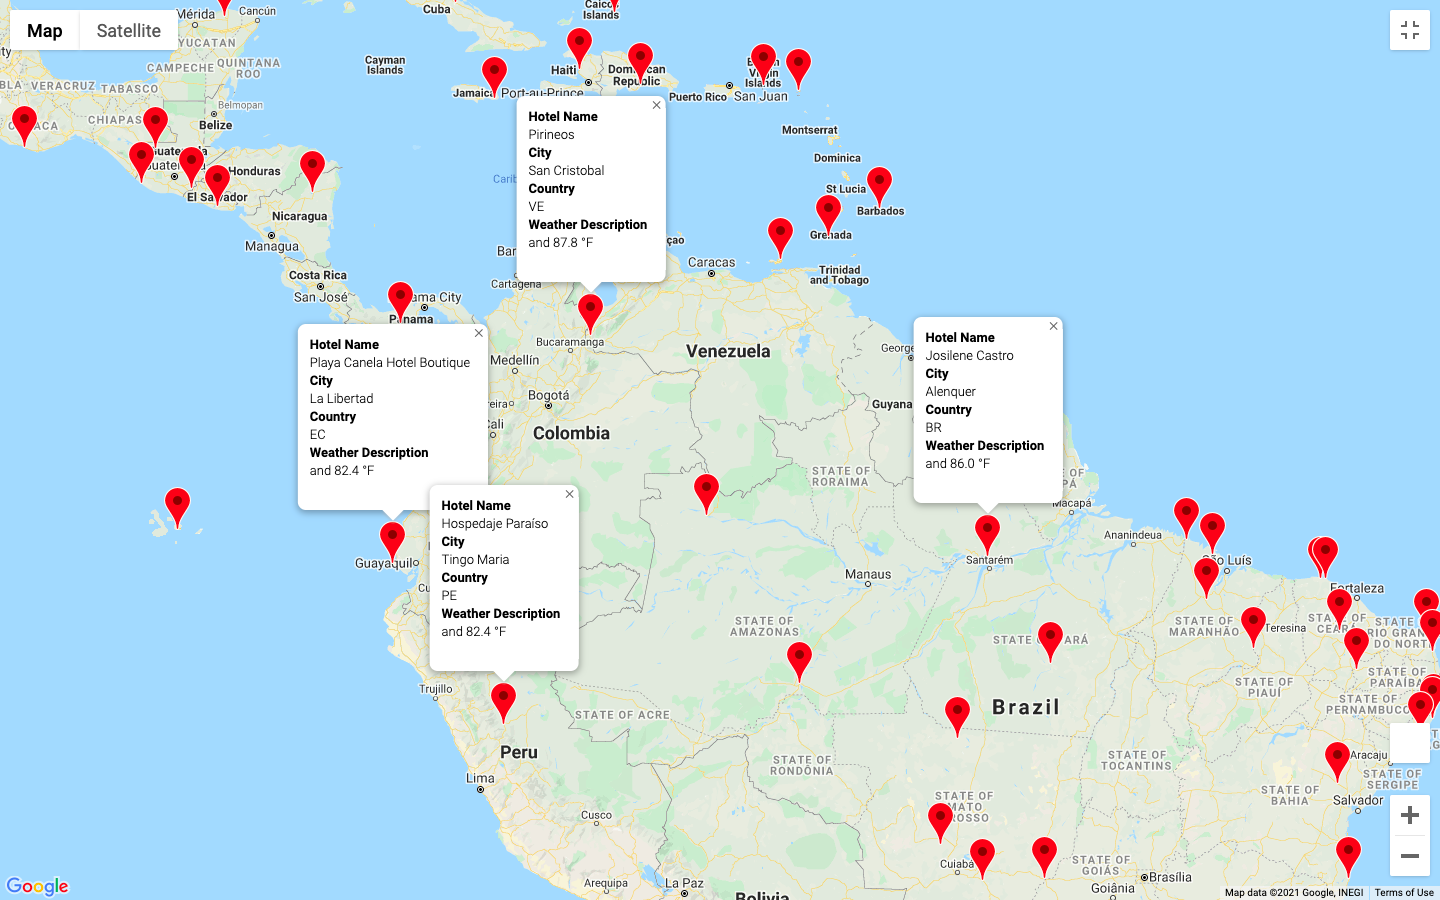 Map
Satellite
Mérida
Cancún
Cuba
Islands
Cayman
Islands
YUCATAN
CAMPECHE
QUINTANA
ROO
VERACRUZ
TABASCO
CHIAPAS
Belmopan
Belize
Haiti
Dominican
Republic
Virgin
Islands
Jamaica
Port-au-Prince
Puerto Rico
San Juan
Montserrat
Dominica
St Lucia
Barbados
Grenada
Honduras
El Salvador
Nicaragua
Managua
Costa Rica
San José
Panama
Cartagena
Caracas
Trinidad
and Tobago
Hotel Name
Pirineos
City
San Cristobal
Country
VE
Weather Description
and 87.8 °F
Bucaramanga
Venezuela
Medellín
Bogotá
Colombia
Guyana
Hotel Name
Playa Canela Hotel Boutique
City
La Libertad
Country
EC
Weather Description
and 82.4 °F
Hotel Name
Josilene Castro
City
Alenquer
Country
BR
Weather Description
and 86.0 °F
STATE OF
RORAIMA
Macapá
Hotel Name
Hospedaje Paraíso
City
Tingo Maria
Country
PE
Weather Description
and 82.4 °F
Guayaquil
Manaus
Santarém
Ananindeua
São Luís
Fortaleza
STATE OF
AMAZONAS
STATE OF PARÁ
STATE OF
MARANHÃO
Teresina
STATE OF
CEARÁ
STATE OF
RIO GRANDE
DO NORT
STATE OF
PIAUÍ
STATE OF
PARAÍBA
STATE OF
PERNAMBUCO
Trujillo
STATE OF ACRE
Brazil
Peru
Lima
STATE OF
RONDÔNIA
STATE OF
TOCANTINS
Aracaju
STATE OF
SERGIPE
STATE OF
BAHIA
Salvador
STATE OF
MATO
GROSSO
Cusco
Cuiabá
STATE OF
GOIÁS
Brasília
Goiânia
Arequipa
La Paz
Bolivia
Google
Map data ©2021 Google, INEGI
Terms of Use